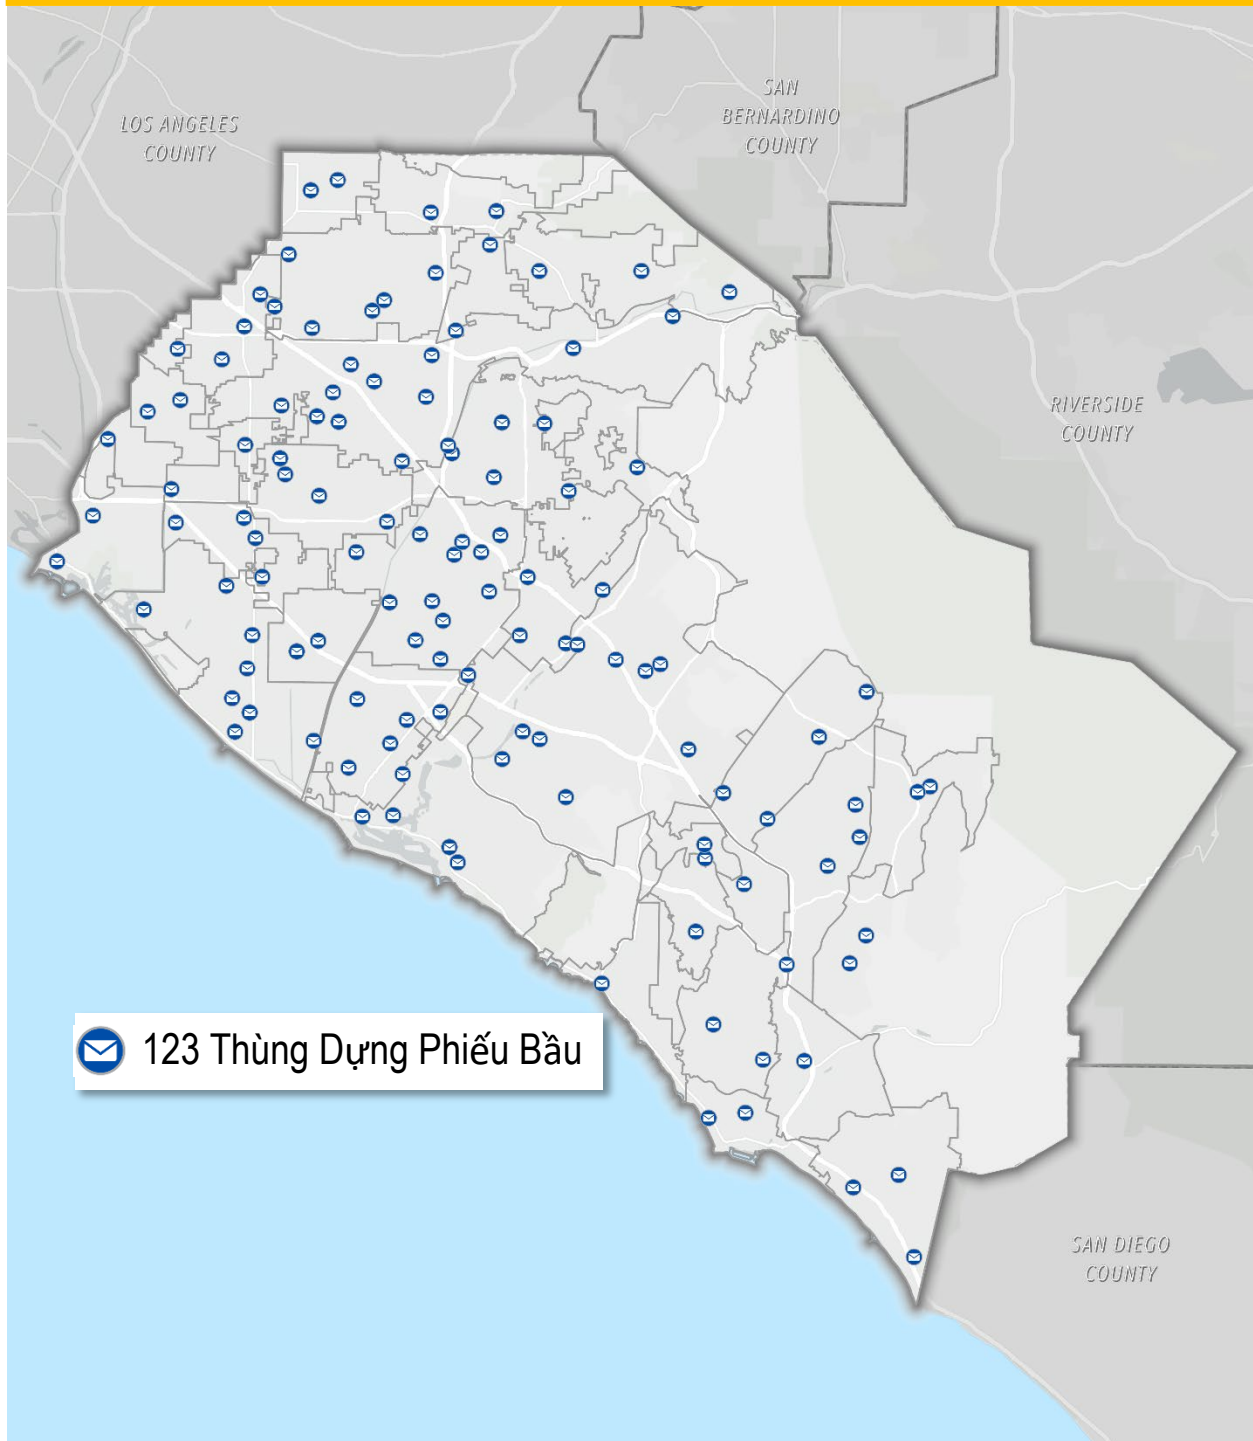 LOS ANGELES
COUNTY
SAN
BERNARDINO
COUNTY
RIVERSIDE
COUNTY
123 Thùng Dựng Phiếu Bầu
SAN DIEGO
COUNTY